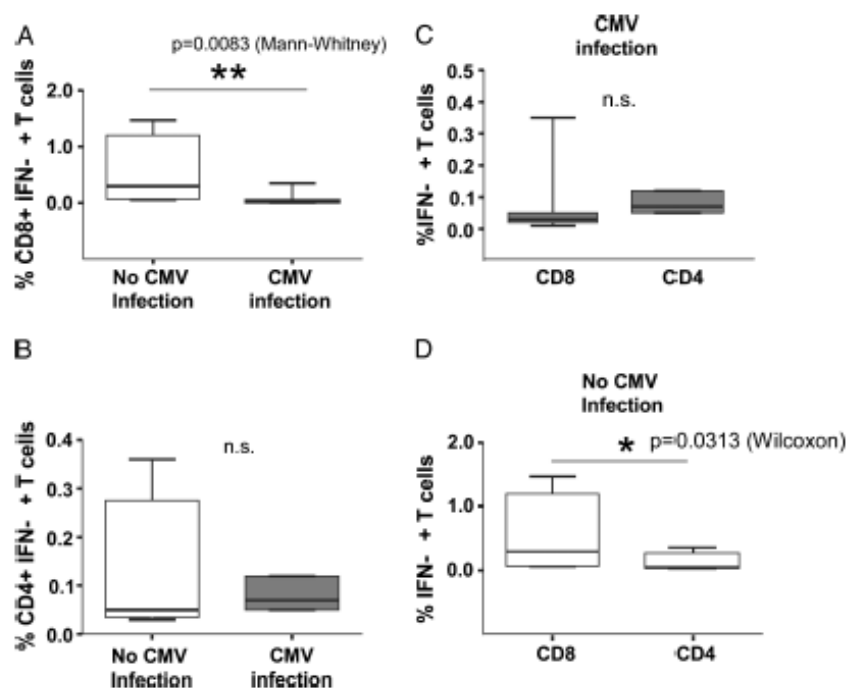 A
p=0.0083 (Mann-Whitney)
**
% CD8+ IFN- + T cells
2.0
1.0
0.0
No CMV
Infection
CMV
infection
B
n.s.
% CD4+ IFN- + T cells
0.4
0.3
0.2
0.1
0.0
No CMV
Infection
CMV
infection
C
CMV
infection
n.s.
%IFN- + T cells
0.5
0.4
0.3
0.2
0.1
0.0
CD8
CD4
D
No CMV
Infection
* p=0.0313 (Wilcoxon)
% IFN- + T cells
2.0
1.0
0.0
CD8
CD4